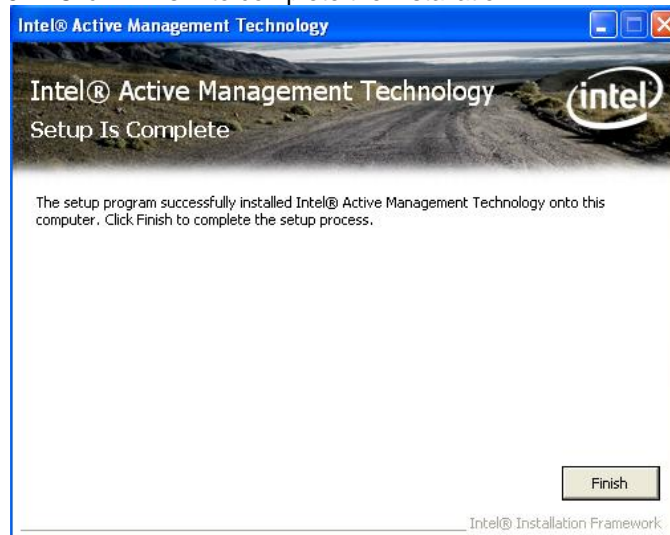 Intel® Active Management Technology
Intel® Active Management Technology
intel
Setup Is Complete
The setup program successfully installed Intel® Active Management Technology onto this
computer. Click Finish to complete the setup process.
Finish
Intel® Installation Framework